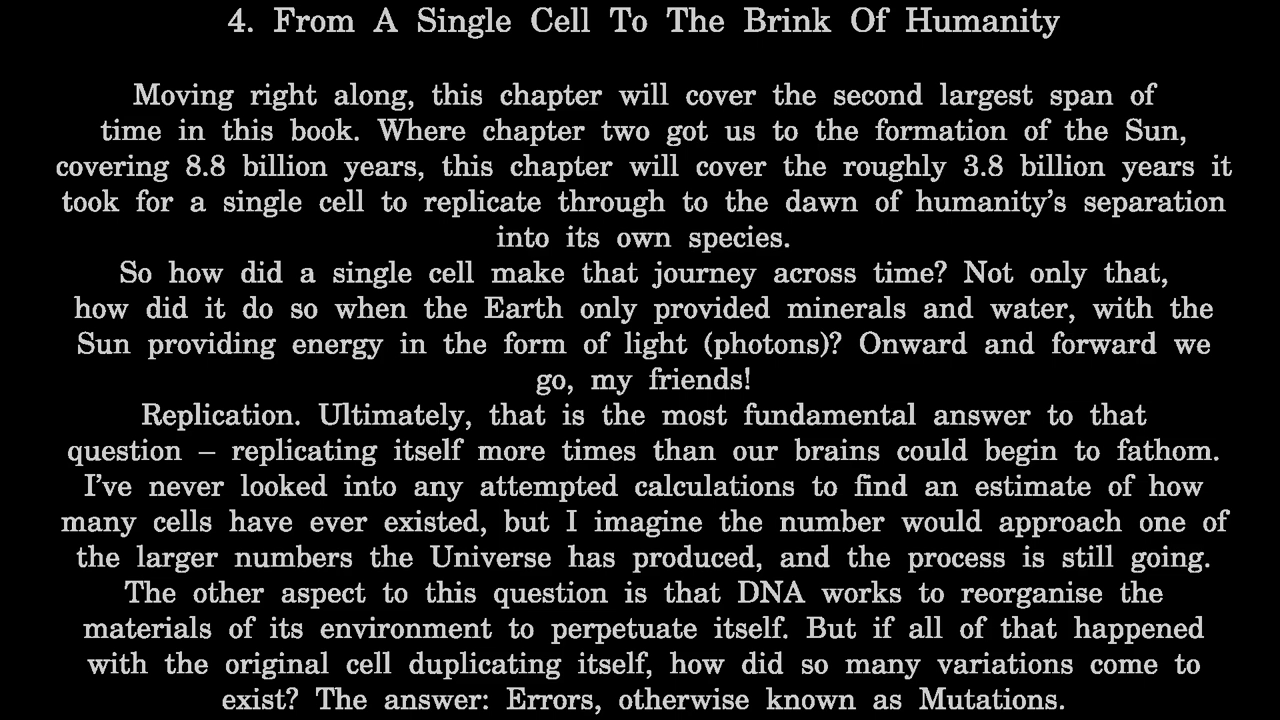 4. From A Single Cell To The Brink Of Humanity
Moving right along, this chapter will cover the second largest span of
time in this book. Where chapter two got us to the formation of the Sun,
covering 8.8 billion years, this chapter will cover the roughly 3.8 billion years it
took for a single cell to replicate through to the dawn of humanity’s separation
into its own species.
So how did a single cell make that journey across time? Not only that,
how did it do so when the Earth only provided minerals and water, with the
Sun providing energy in the form of light (photons)? Onward and forward we
go, my friends!
Replication. Ultimately, that is the most fundamental answer to that
question – replicating itself more times than our brains could begin to fathom.
I’ve never looked into any attempted calculations to find an estimate of how
many cells have ever existed, but I imagine the number would approach one of
the larger numbers the Universe has produced, and the process is still going.
The other aspect to this question is that DNA works to reorganise the
materials of its environment to perpetuate itself. But if all of that happened
with the original cell duplicating itself, how did so many variations come to
exist? The answer: Errors, otherwise known as Mutations.